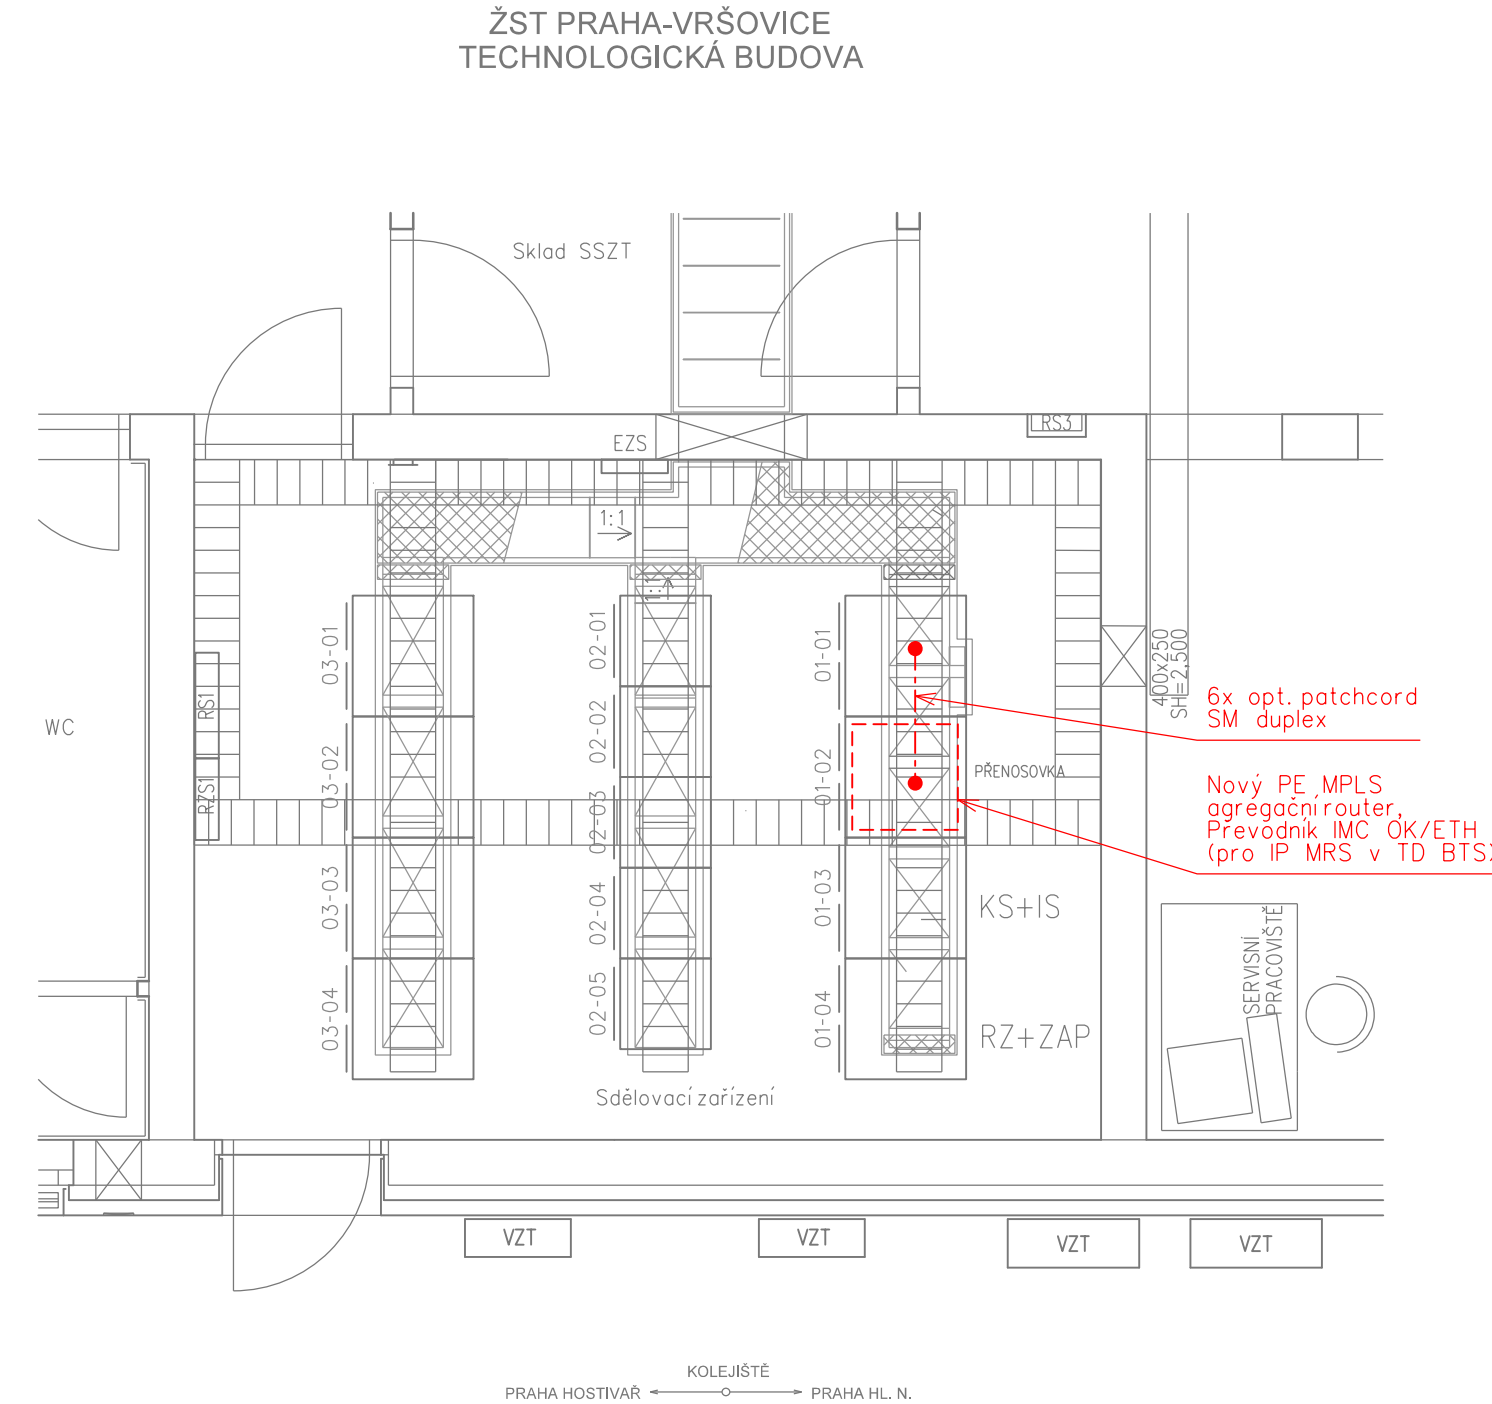 ŽST PRAHA-VRŠOVICE
TECHNOLOGICKÁ BUDOVA
Sklad SSZT
EZS
RS3
1:1
1:1
03-01
02-01
01-01
400x250
SH=2,500
RS1
WC
6x opt. patchcord
SM duplex
03-02
02-02
01-02
PŘENOSOVKA
RZS1
02-03
Nový PE MPLS
agregační router,
Prevodník IMC OK/ETH
(pro IP MRS v TD BTS)
03-03
02-04
01-03
KS+IS
SERVISNÍ
PRACOVIŠTĚ
03-04
02-05
01-04
RZ+ZAP
Sdělovací zařízení
VZT
VZT
VZT
VZT
KOLEJIŠTĚ
PRAHA HOSTIVAŘ
PRAHA HL. N.